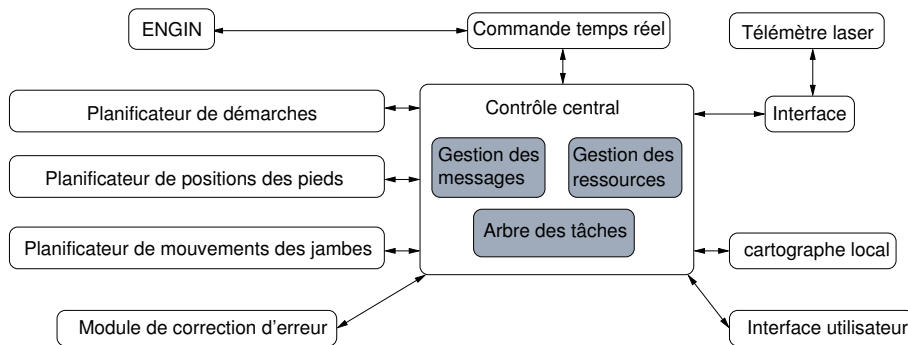 ENGIN
Commande temps réel
Télémètre laser
Planificateur de démarches
Contrôle central
Interface
Gestion des
messages
Gestion des
ressources
Planificateur de positions des pieds
Arbre des tâches
Planificateur de mouvements des jambes
cartographe local
Module de correction d'erreur
Interface utilisateur